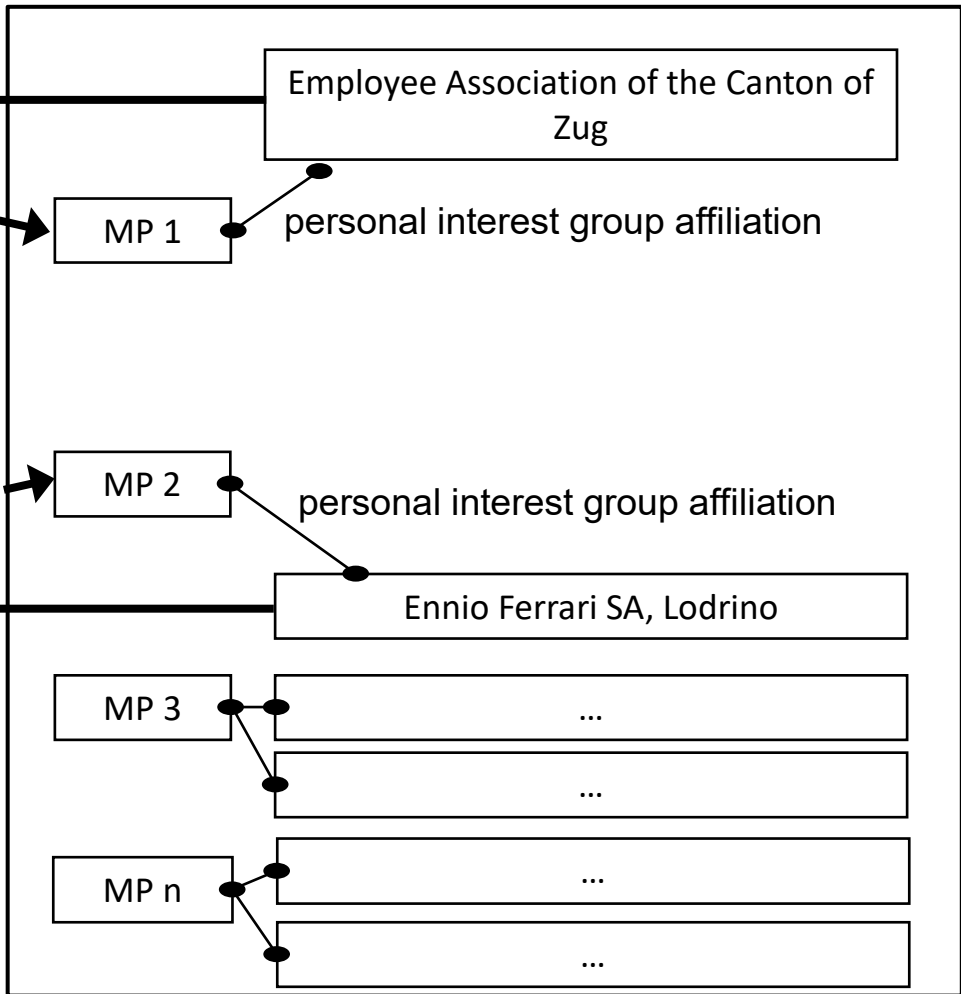 Employee Association of the Canton of
Zug
MP 1
personal interest group affiliation
MP 2
personal interest group affiliation
Ennio Ferrari SA, Lodrino
MP 3
...
...
MP n
...
...